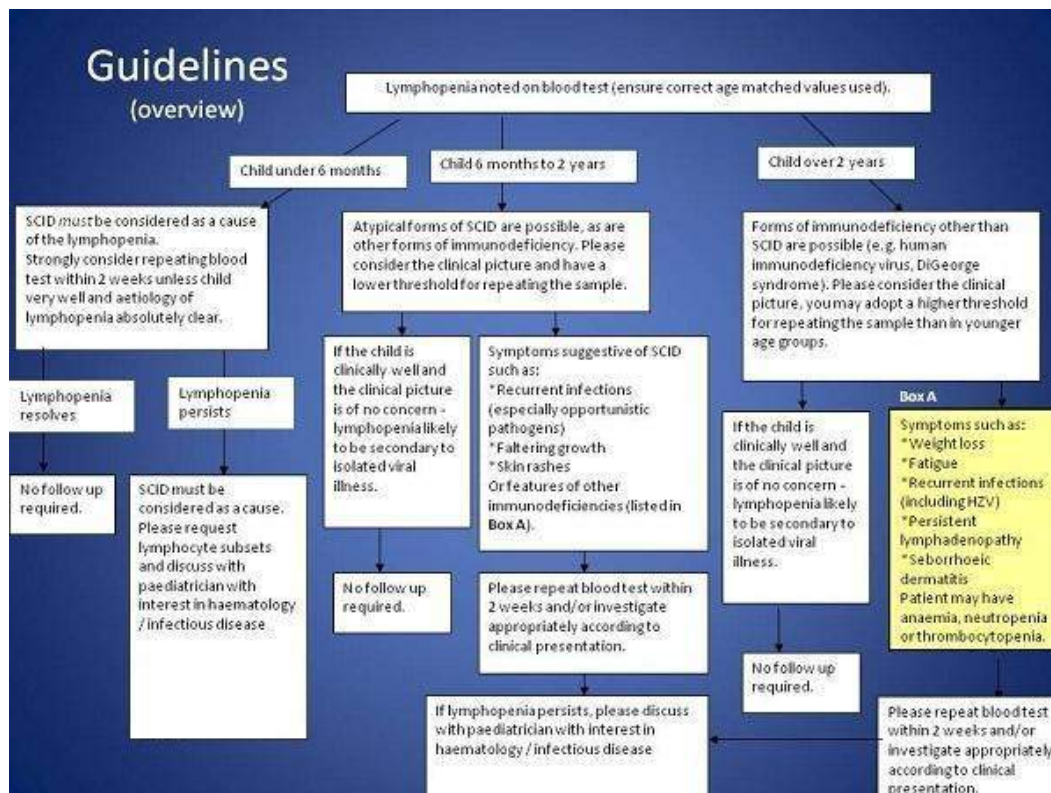 Guidelines
(overview)
Lymphopenia noted on blood test (ensure correct age matched values used).
Child under 6 months
Child 6 months to 2 years
Child over 2 years
SCID must be considered as a cause
of the lymphopenia.
Strongly consider repeating blood
test within 2 weeks unless child
very well and aetiology of
lymphopenia absolutely clear.
Atypical forms of SCID are possible, as are
other forms of immunodeficiency. Please
consider the clinical picture and have a
lower threshold for repeating the sample.
Forms of immunodeficiency other than
SCID are possible (e.g. human
immunodeficiency virus, DiGeorge
syndrome). Please consider the clinical
picture, you may adopt a higher threshold
for repeating the sample than in younger
age groups.
Lymphopenia
resolves
Lymphopenia
persists
If the child is
clinically well and
the clinical picture
is of no concern -
lymphopenia likely
to be secondary to
isolated viral
illness.
Symptoms suggestive of SCID
such as:
*Recurrent infections
(especially opportunistic
pathogens)
*Faltering growth
*Skin rashes
Or features of other
immunodeficiencies (listed in
Box A).
If the child is
clinically well and
the clinical picture
is of no concern -
lymphopenia likely
to be secondary to
isolated viral
illness.
Box A
Symptoms such as:
*Weight loss
*Fatigue
*Recurrent infections
(including HZV)
*Persistent
lymphadenopathy
*Seborrhoeic
dermatitis
Patient may have
anaemia, neutropenia
or thrombocytopenia.
No follow up
required.
SCID must be
considered as a cause.
Please request
lymphocyte subsets
and discuss with
paediatrician with
interest in haematology
/ infectious disease
No follow up
required.
Please repeat blood test within
2 weeks and/or investigate
appropriately according to
clinical presentation.
No follow up
required.
If lymphopenia persists, please discuss
with paediatrician with interest in
haematology / infectious disease
Please repeat blood test
within 2 weeks and/or
investigate appropriately
according to clinical
presentation.